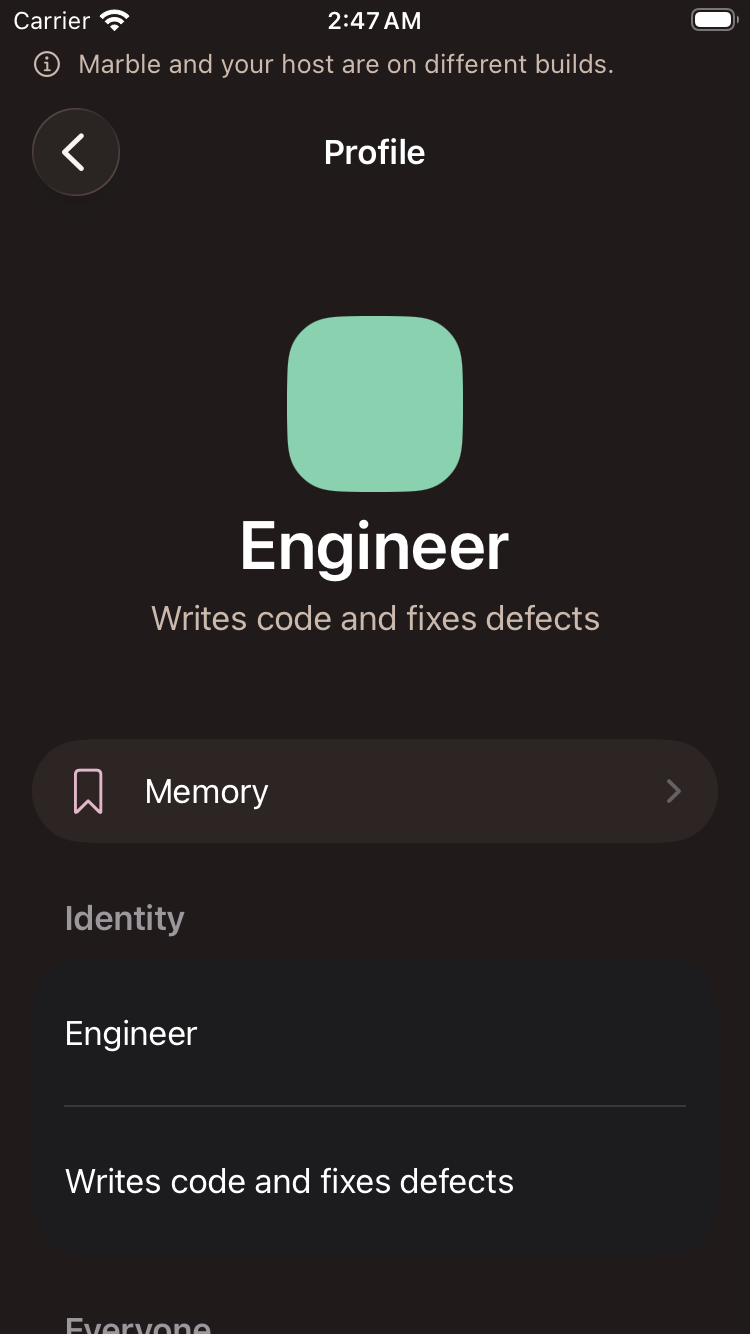 Carrier 2:47 AM
Marble and your host are on different builds.
Profile
Engineer
Writes code and fixes defects
Memory
Identity
Engineer
Writes code and fixes defects
Everyone